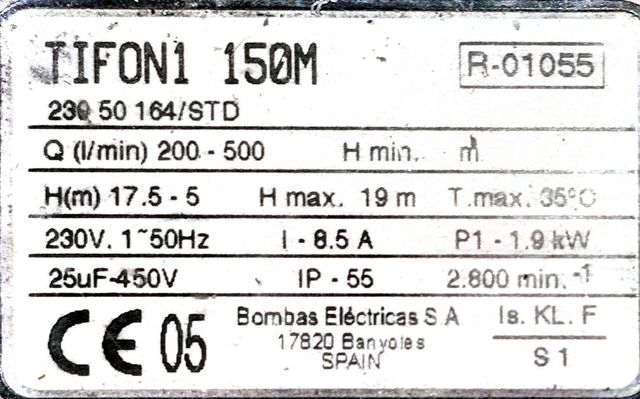 TIFON1 150M R-01055
230 50 164/STD
Q (l/min) 200 - 500 H min. m
H(m) 17.5 - 5 H max. 19 m T.max. 35ºC
230V. 1~50Hz I - 8.5 A P1 - 1.9 kW
25uF-450V IP - 55 2.800 min.⁻¹
CE 05 Bombas Eléctricas S A Is. KL. F
17820 Banyoles
SPAIN S 1